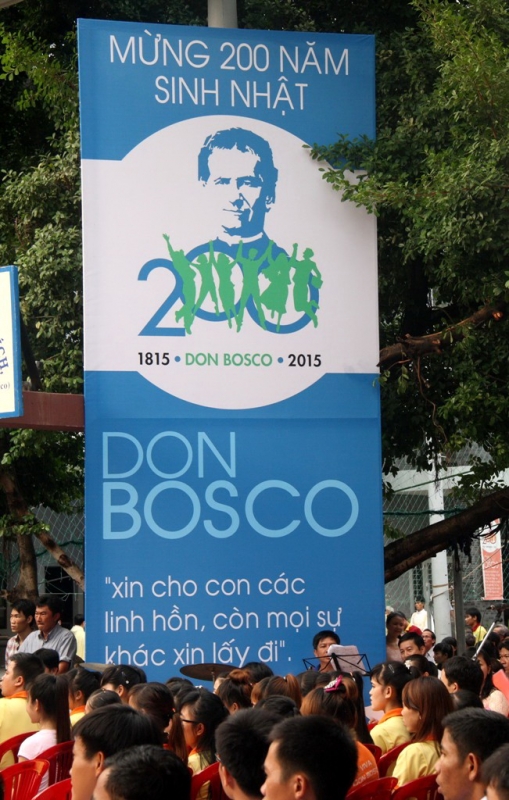 MỪNG 200 NĂM
SINH NHẬT
200
1815 • DON BOSCO • 2015
DON
BOSCO
"xin cho con các
linh hồn, còn mọi sự
khác xin lấy đi".